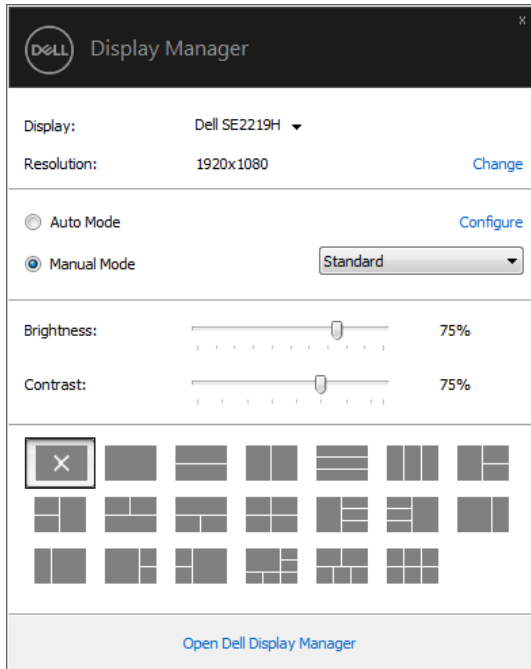 x
DELL Display Manager
Display: Dell SE2219H
Resolution: 1920x1080 Change
Auto Mode Configure
Manual Mode Standard
Brightness: 75%
Contrast: 75%
Open Dell Display Manager